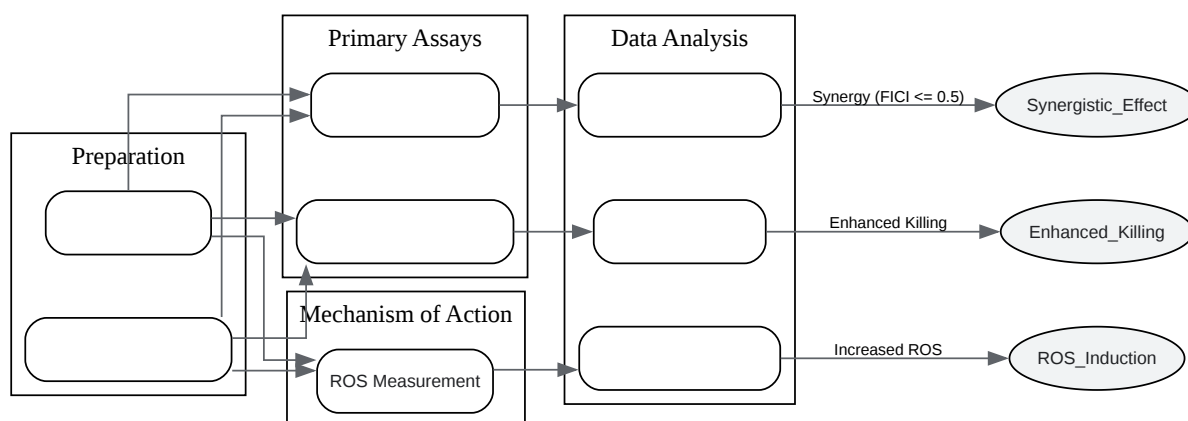 Primary Assays
Data Analysis
Synergy (FICI <= 0.5)
Synergistic_Effect
Preparation
Enhanced Killing
Enhanced_Killing
Mechanism of Action
Increased ROS
ROS_Induction
ROS Measurement